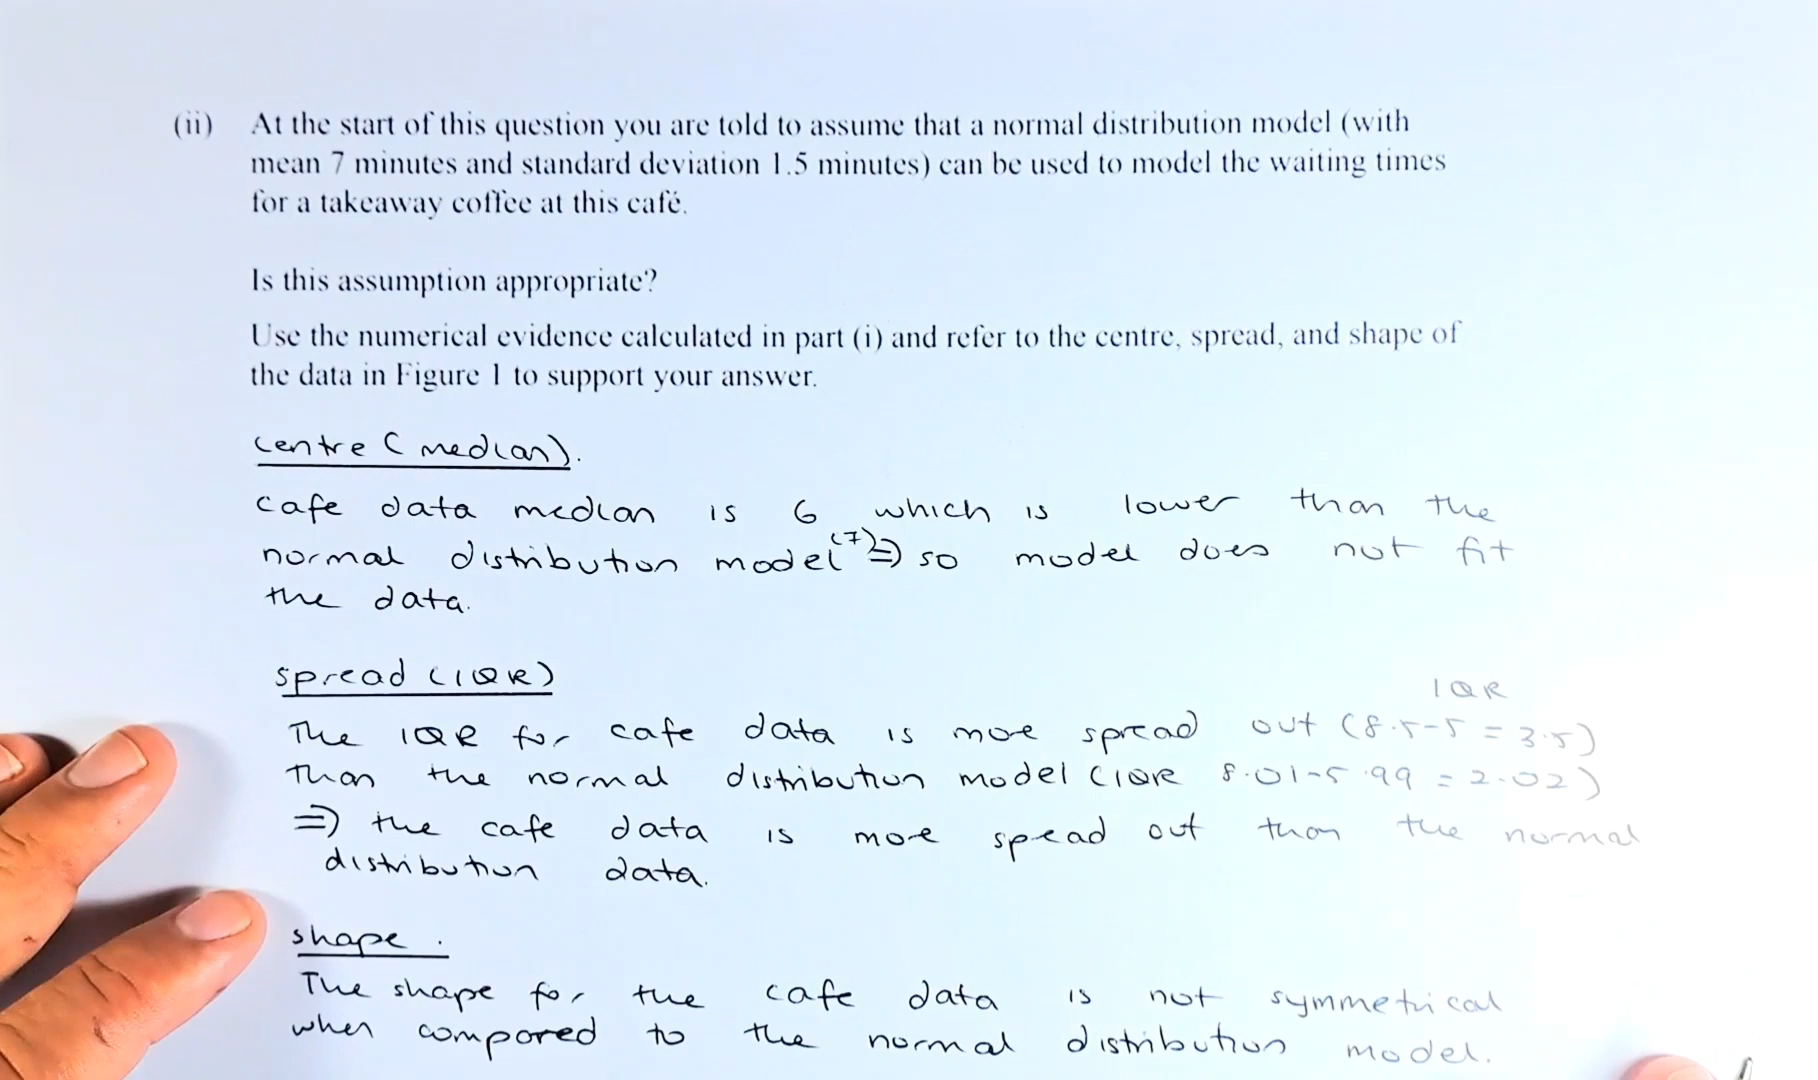 (ii) At the start of this question you are told to assume that a normal distribution model (with
mean 7 minutes and standard deviation 1.5 minutes) can be used to model the waiting times
for a takeaway coffee at this café.
Is this assumption appropriate?
Use the numerical evidence calculated in part (i) and refer to the centre, spread, and shape of
the data in Figure 1 to support your answer.
centre (median).
cafe data median is 6 which is lower than the
normal distribution model (7) ⇒ so model does not fit
the data.
spread (IQR)
IQR
The IQR for cafe data is more spread out (8.5-5 = 3.5)
than the normal distribution model (IQR 8.01-5.99 = 2.02)
⇒ the cafe data is more spread out than the normal
distribution data.
shape.
The shape for the cafe data is not symmetrical
when compared to the normal distribution model.